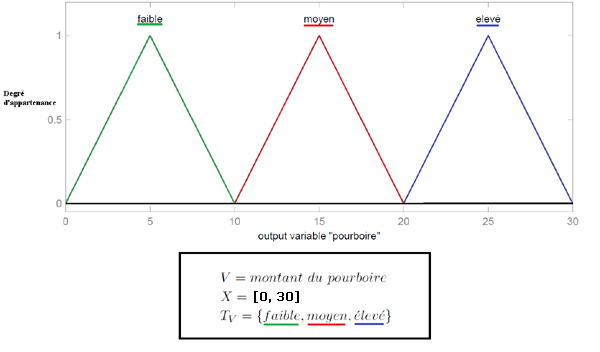 faible moyen elevé
1
Degré
d'appartenance
0.5
0
0 5 10 15 20 25 30
output variable "pourboire"
V = montant du pourboire
X = [0, 30]
T_V = {faible, moyen, élevé}